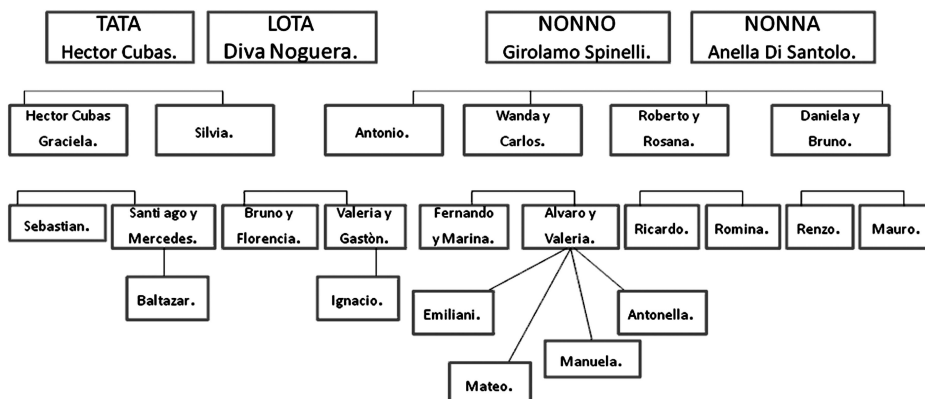 TATA
Hector Cubas.
LOTA
Diva Noguera.
NONNO
Girolamo Spinelli.
NONNA
Anella Di Santolo.
Hector Cubas
Graciela.
Silvia.
Antonio.
Wanda y
Carlos.
Roberto y
Rosana.
Daniela y
Bruno.
Sebastian.
Santi ago y
Mercedes.
Bruno y
Florencia.
Valeria y
Gastòn.
Fernando
y Marina.
Alvaro y
Valeria.
Ricardo.
Romina.
Renzo.
Mauro.
Baltazar.
Ignacio.
Emiliani.
Antonella.
Manuela.
Mateo.